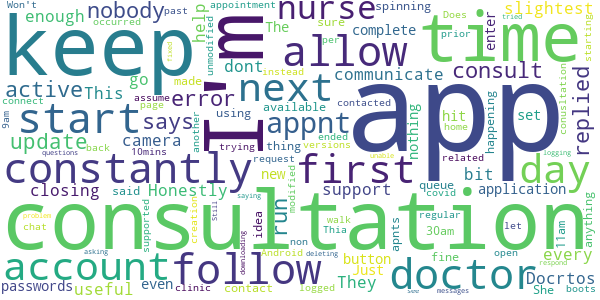 keep
I'm
app
time
consultation
constantly
first
start
account
follow
doctor
day
next
allow
nurse
nobody
enough
help
active
This
go
dont
error
says
camera
update
closing
Honestly
run
support
application
appnt
consult
communicate
replied
slightest
enter
set
hit
bit
queue
every
button
They
Just
idea
new
passwords
useful
even
said
Docrtos
She
boots
Won't
past
occurred
appointment
Does
sure
spinning
tried
The
per
complete
prior
starting
unmodified
fixed
made
assume
page
instead
available
contacted
happening
nothing
home
connect
using
another
versions
9am
back
10mins
trying
ended
thing
related
unable
logging
questions
request
modified
covid
regular
consulstation
supported
creation
Still
saying
non
walk
let
30am
11am
anything
problem
chat
downloading
Android
deleting
Thia
apnts
fine
open
respond
asking
clinic
contact
logged
see
messages